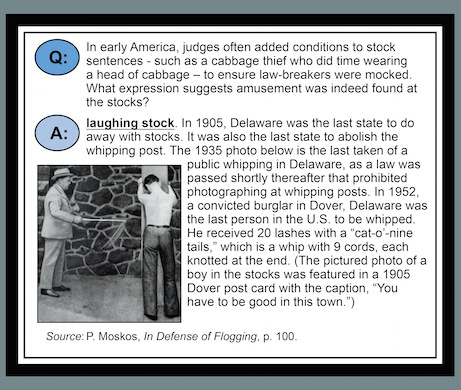 Q:
In early America, judges often added conditions to stock
sentences - such as a cabbage thief who did time wearing
a head of cabbage – to ensure law-breakers were mocked.
What expression suggests amusement was indeed found at
the stocks?
A:
laughing stock. In 1905, Delaware was the last state to do
away with stocks. It was also the last state to abolish the
whipping post. The 1935 photo below is the last taken of a
public whipping in Delaware, as a law was
passed shortly thereafter that prohibited
photographing at whipping posts. In 1952,
a convicted burglar in Dover, Delaware was
the last person in the U.S. to be whipped.
He received 20 lashes with a “cat-o’-nine
tails,” which is a whip with 9 cords, each
knotted at the end. (The pictured photo of a
boy in the stocks was featured in a 1905
Dover post card with the caption, “You
have to be good in this town.”)
Source: P. Moskos, In Defense of Flogging, p. 100.